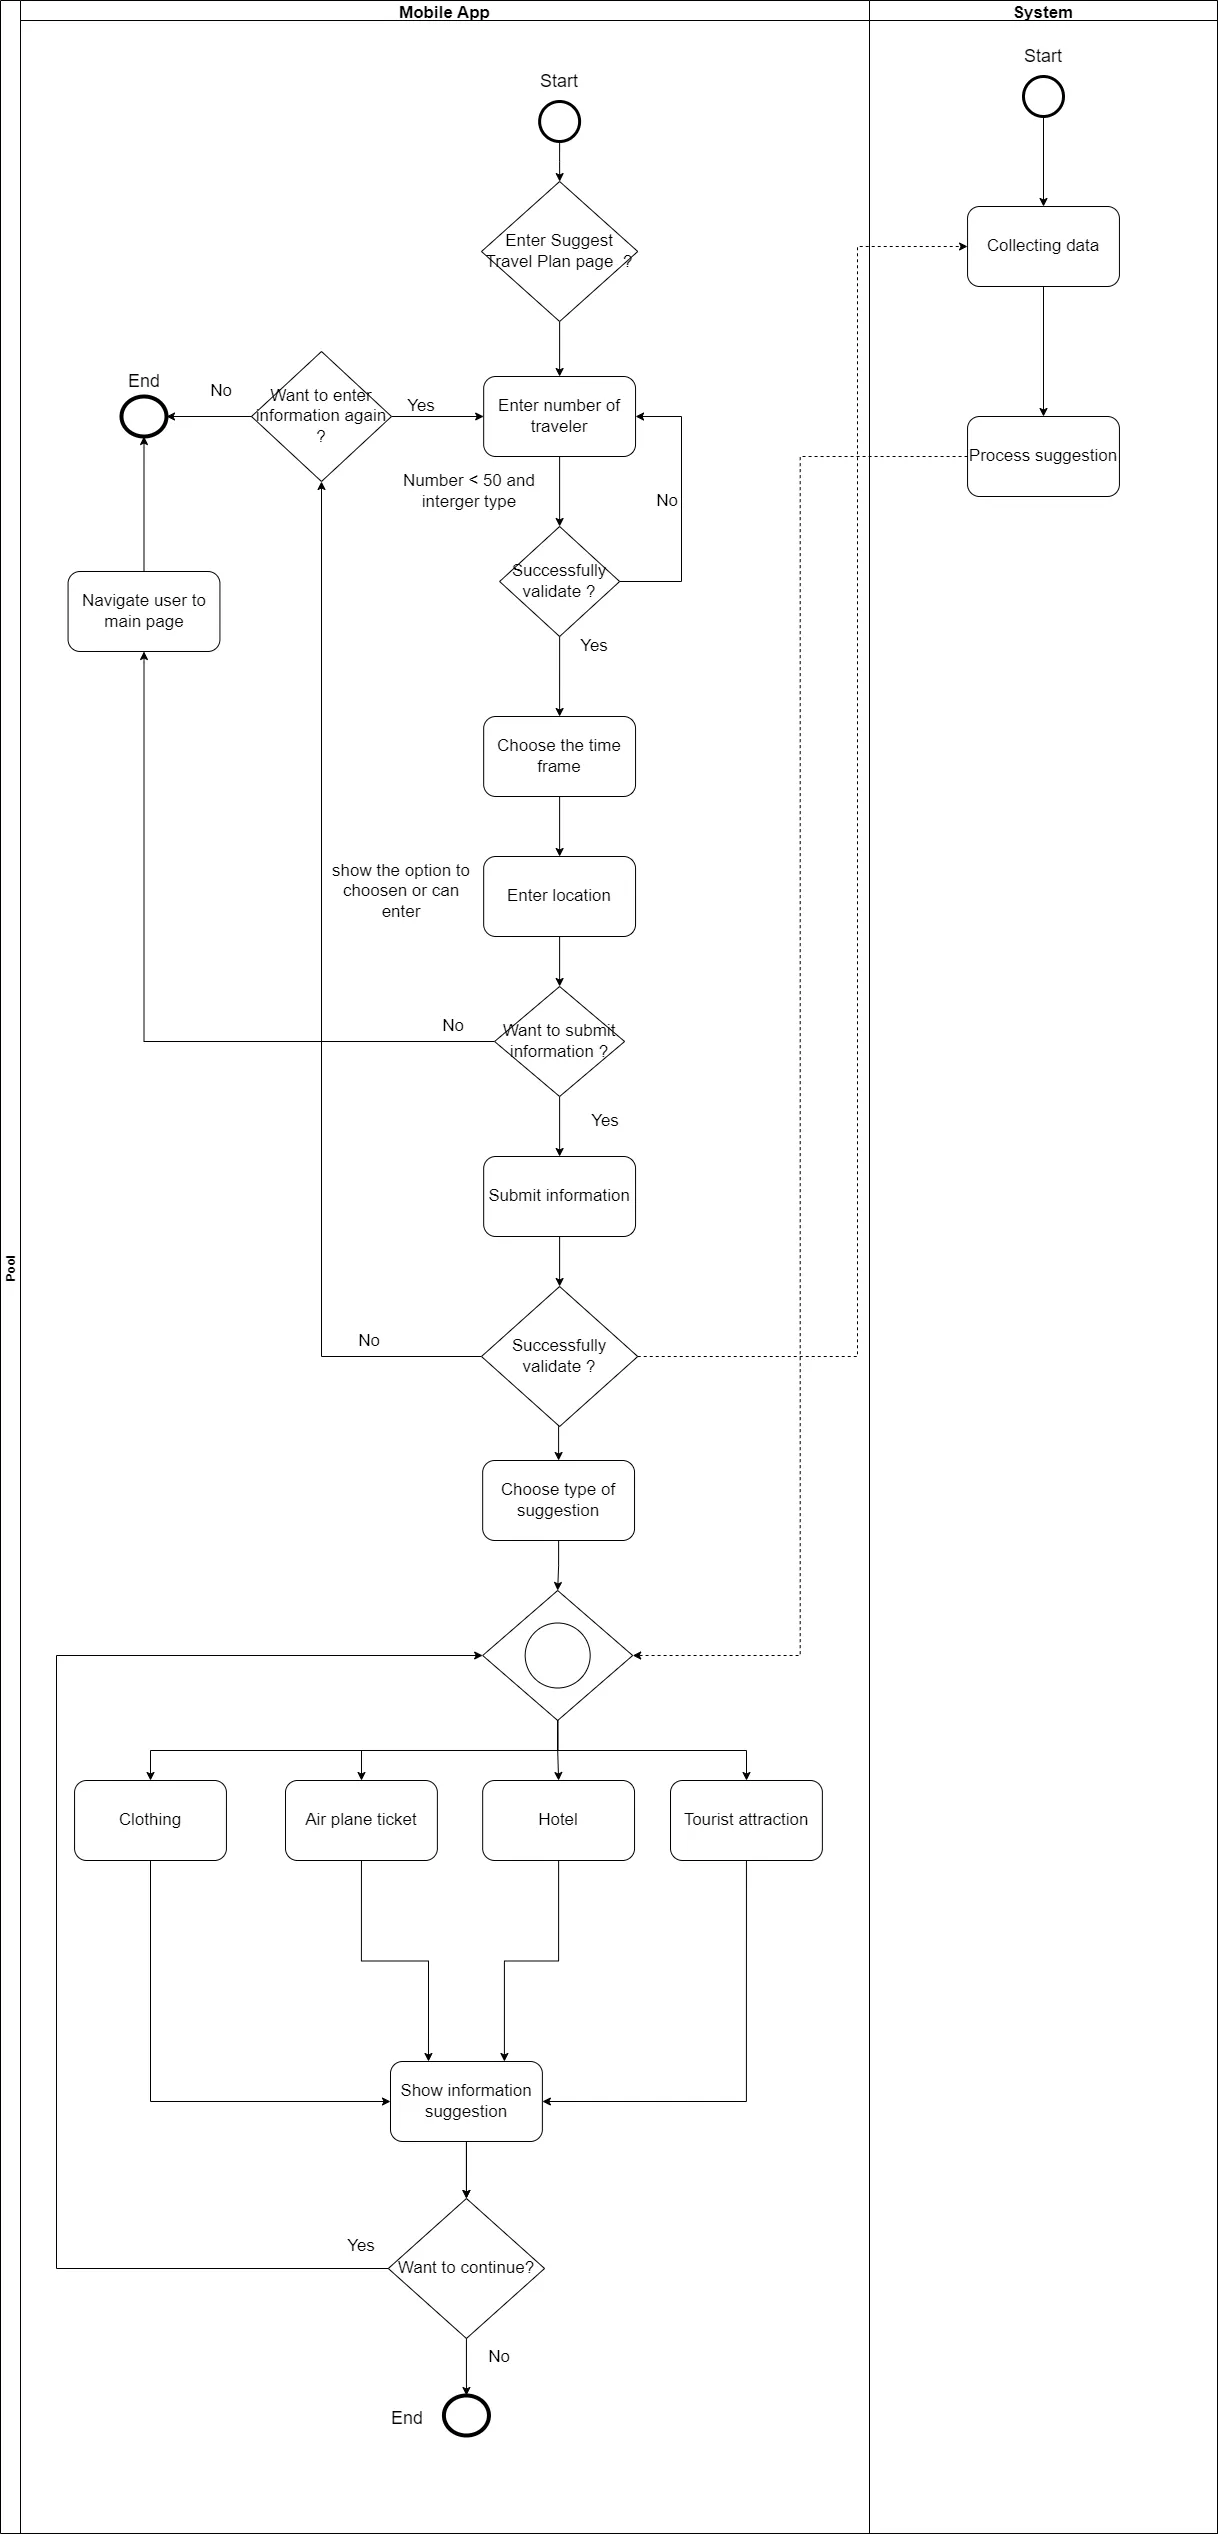 Mobile App
System
Start
Start
Enter Suggest
Travel Plan page ?
Collecting data
End
No
Want to enter
information again
?
Yes
Enter number of
traveler
Process suggestion
Number < 50 and
interger type
No
Successfully
validate ?
Navigate user to
main page
Yes
Choose the time
frame
show the option to
choosen or can
enter
Enter location
No
Want to submit
information ?
Yes
Submit information
Pool
No
Successfully
validate ?
Choose type of
suggestion
Clothing
Air plane ticket
Hotel
Tourist attraction
Show information
suggestion
Yes
Want to continue?
No
End